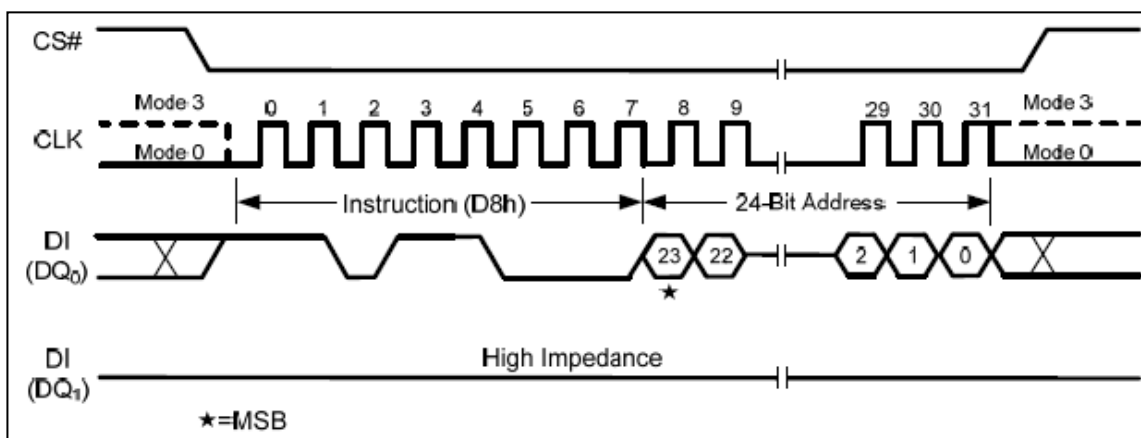 CS#
Mode 3 0 1 2 3 4 5 6 7 8 9 29 30 31 Mode 3
CLK
Mode 0 Mode 0
Instruction (D8h) 24-Bit Address
DI
(DQ0) 23 22 2 1 0
★
High Impedance
DI
(DQ1)
★=MSB